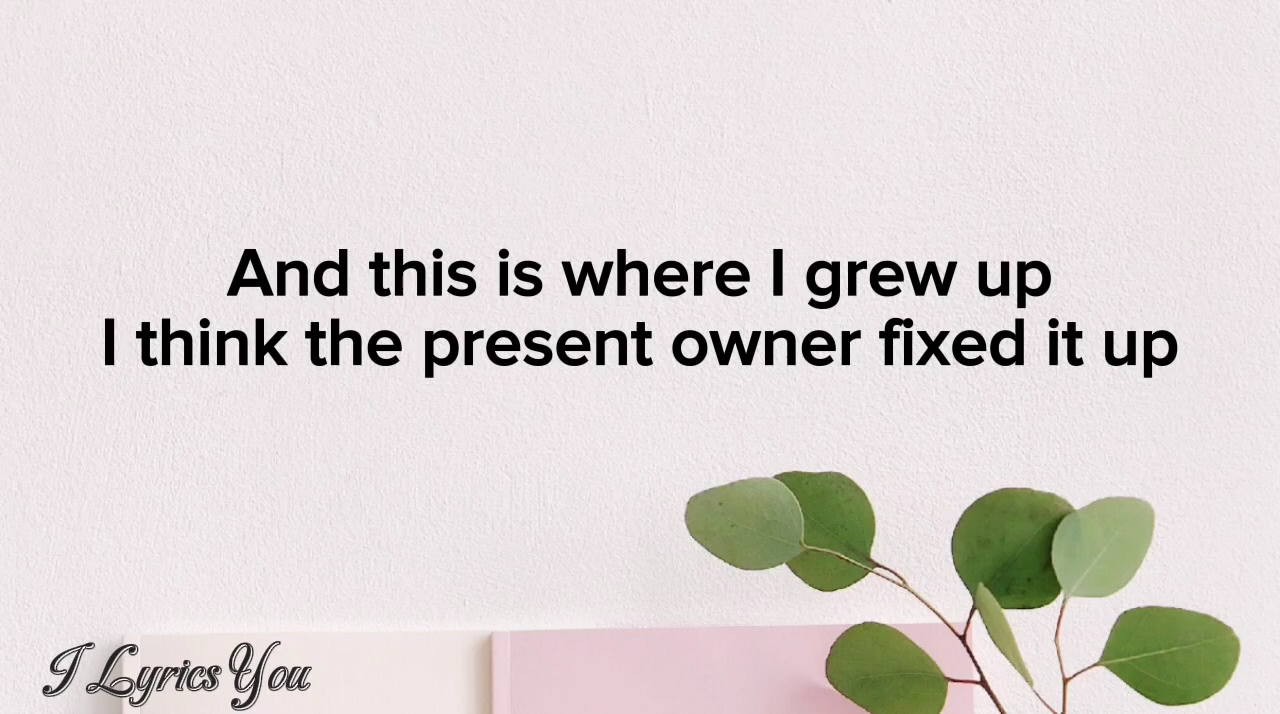 And this is where I grew up
I think the present owner fixed it up
I Lyrics You